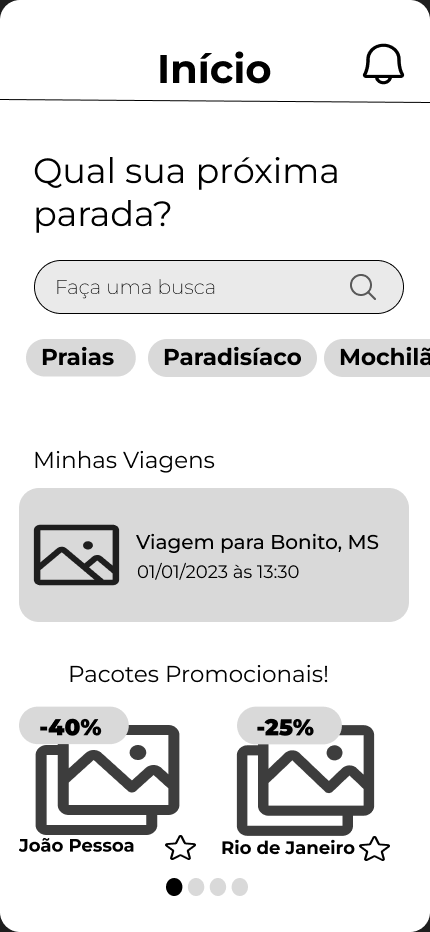 Início
Qual sua próxima
parada?
Faça uma busca
Praias
Paradisíaco
Mochilã
Minhas Viagens
Viagem para Bonito, MS
01/01/2023 às 13:30
Pacotes Promocionais!
-40%
-25%
João Pessoa
Rio de Janeiro